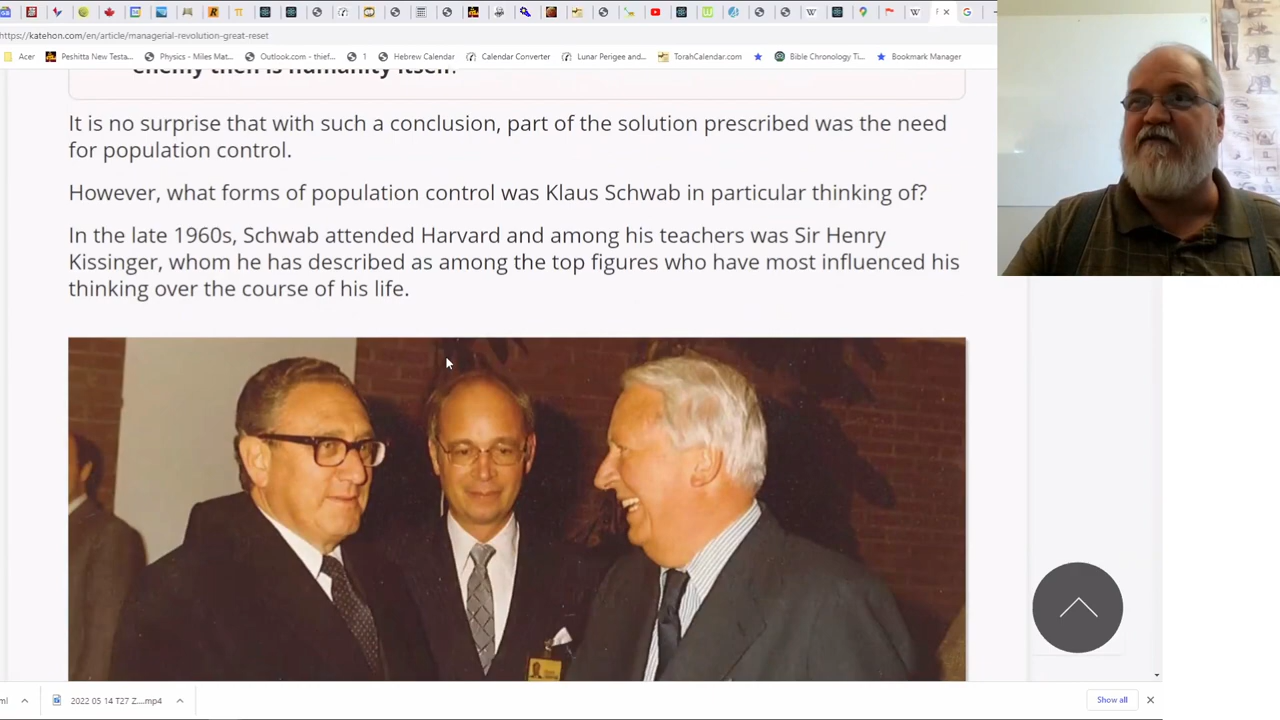 https://katehon.com/en/article/managerial-revolution-great-reset
Acer
Peshitta New Testa...
Physics - Miles Mat...
Outlook.com - thief...
1
Hebrew Calendar
Calendar Converter
Lunar Perigee and...
TorahCalendar.com
Bible Chronology Ti...
Bookmark Manager
enemy then is humanity itself.
It is no surprise that with such a conclusion, part of the solution prescribed was the need
for population control.
However, what forms of population control was Klaus Schwab in particular thinking of?
In the late 1960s, Schwab attended Harvard and among his teachers was Sir Henry
Kissinger, whom he has described as among the top figures who have most influenced his
thinking over the course of his life.
2022 05 14 T27 Z....mp4
Show all